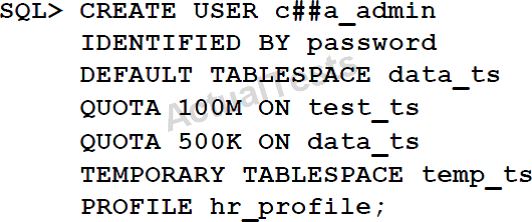 SQL> CREATE USER c##a_admin
IDENTIFIED BY password
DEFAULT TABLESPACE data_ts
QUOTA 100M ON test_ts
QUOTA 500K ON data_ts
TEMPORARY TABLESPACE temp_ts
PROFILE hr_profile;
ActualTests